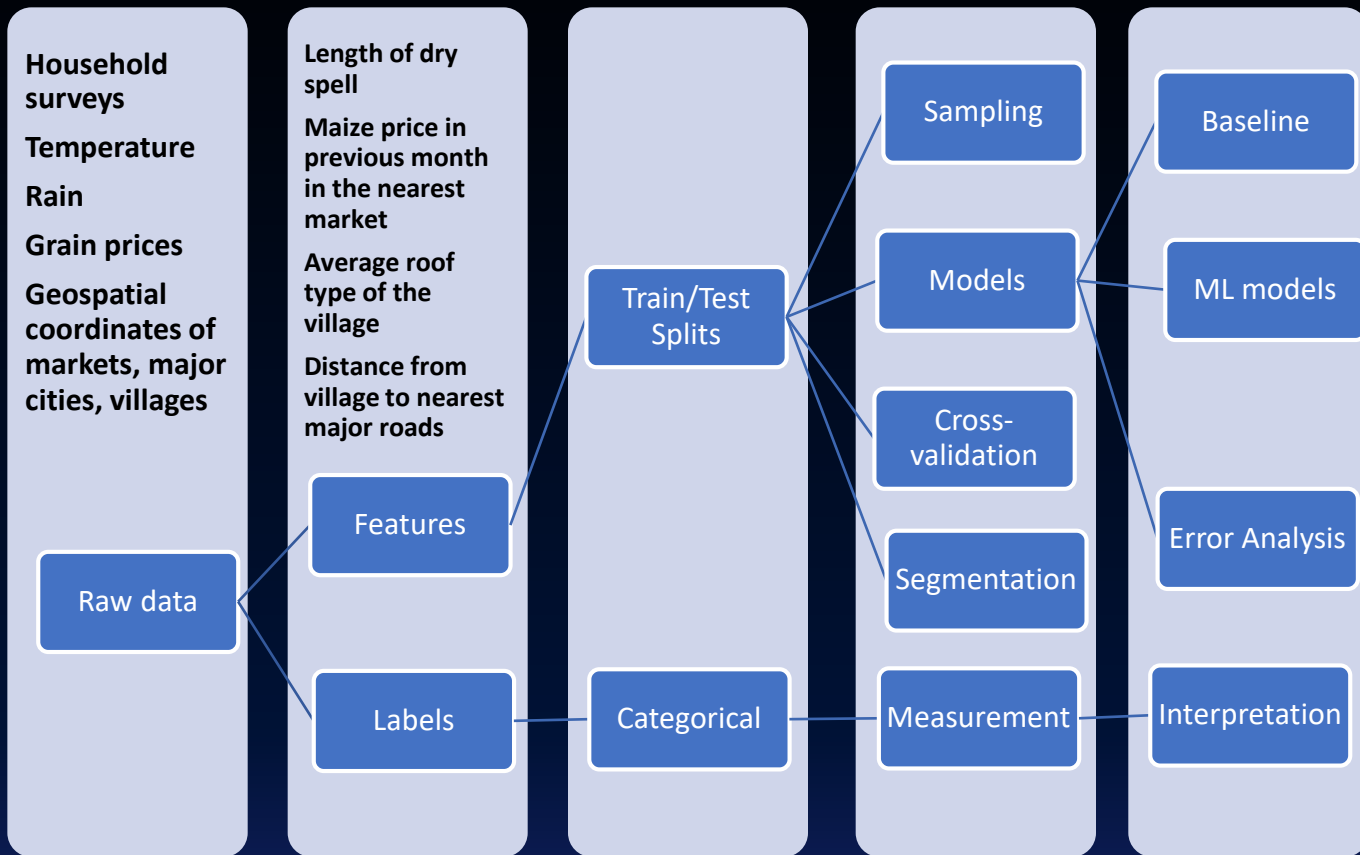 Household
surveys
Temperature
Rain
Grain prices
Geospatial
coordinates of
markets, major
cities, villages
Raw data
Length of dry
spell
Maize price in
previous month
in the nearest
market
Average roof
type of the
village
Distance from
village to nearest
major roads
Features
Labels
Train/Test
Splits
Categorical
Sampling
Models
Cross-
validation
Segmentation
Measurement
Baseline
ML models
Error Analysis
Interpretation